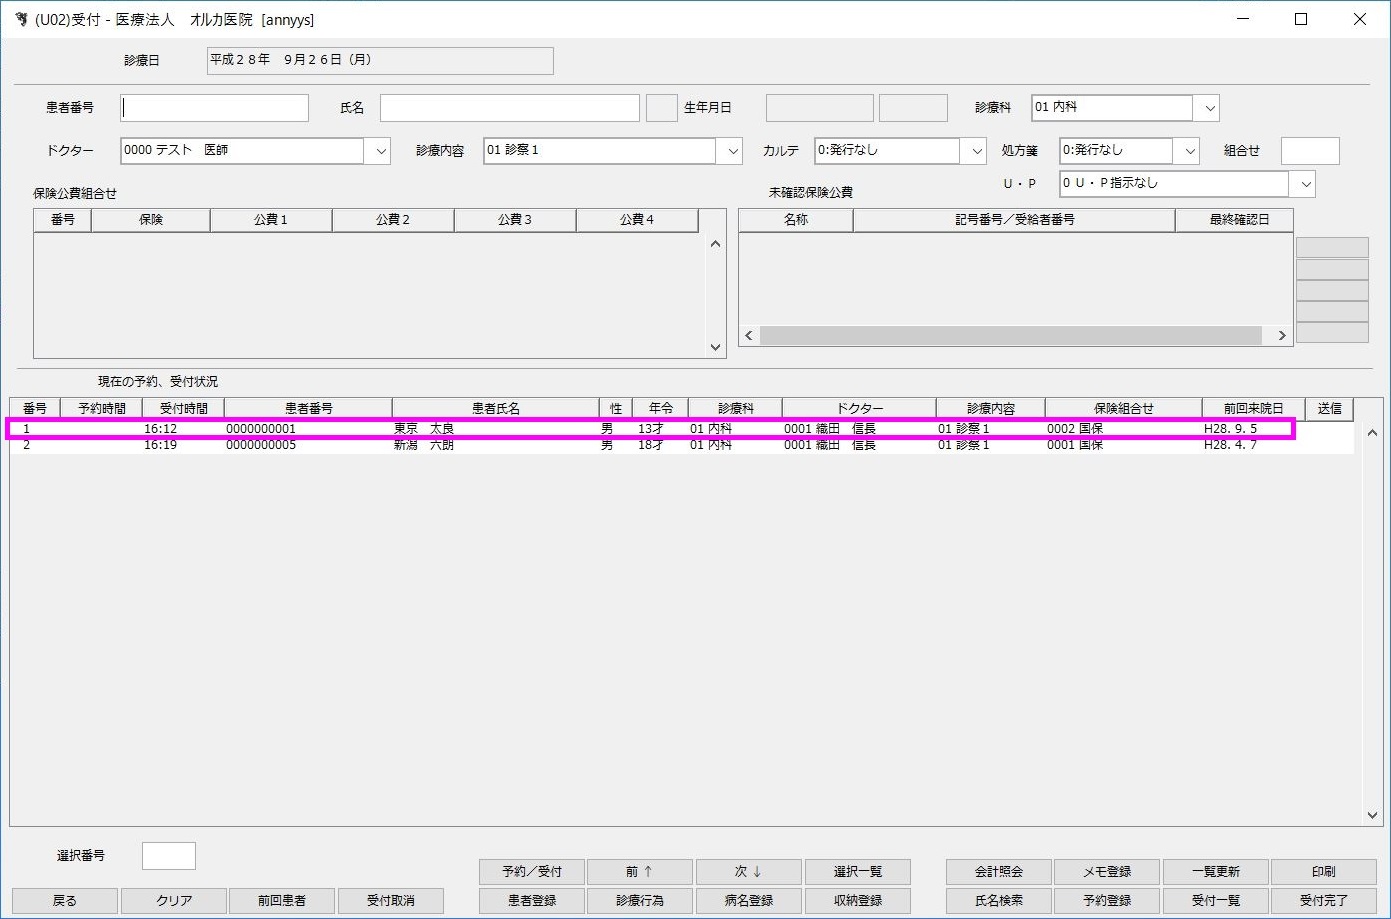 (U02)受付 - 医療法人　オルカ医院 [annyys]
診療日 平成２８年　９月２６日（月）
患者番号 氏名 生年月日 診療科 01 内科
ドクター 0000 テスト　医師 診療内容 01 診察１ カルテ 0:発行なし 処方箋 0:発行なし 組合せ
Ｕ・Ｐ 0 Ｕ・Ｐ指示なし
保険公費組合せ 未確認保険公費
番号 保険 公費１ 公費２ 公費３ 公費４ 名称 記号番号／受給者番号 最終確認日
現在の予約、受付状況
番号 予約時間 受付時間 患者番号 患者氏名 性 年令 診療科 ドクター 診療内容 保険組合せ 前回来院日 送信
1 16:12 0000000001 東京　太良 男 13才 01 内科 0001 織田　信長 01 診察１ 0002 国保 H28. 9. 5
2 16:19 0000000005 新潟　六朗 男 18才 01 内科 0001 織田　信長 01 診察１ 0001 国保 H28. 4. 7
選択番号
予約／受付 前 ↑ 次 ↓ 選択一覧 会計照会 メモ登録 一覧更新 印刷
戻る クリア 前回患者 受付取消 患者登録 診療行為 病名登録 収納登録 氏名検索 予約登録 受付一覧 受付完了